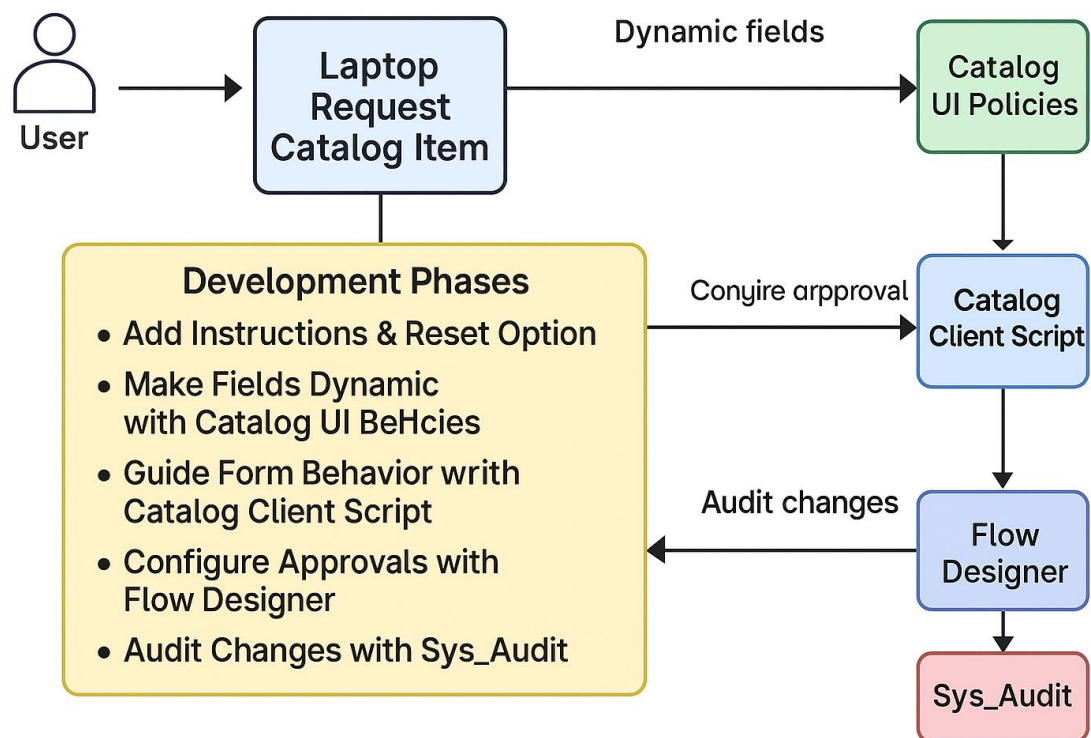 Dynamic fields
User
Laptop
Request
Catalog Item
Catalog
UI Policies
Development Phases
• Add Instructions & Reset Option
• Make Fields Dynamic
with Catalog UI BeHcies
• Guide Form Behavior writh
Catalog Client Script
• Configure Approvals with
Flow Designer
• Audit Changes with Sys_Audit
Conyire arpproval
Catalog
Client Script
Audit changes
Flow
Designer
Sys_Audit